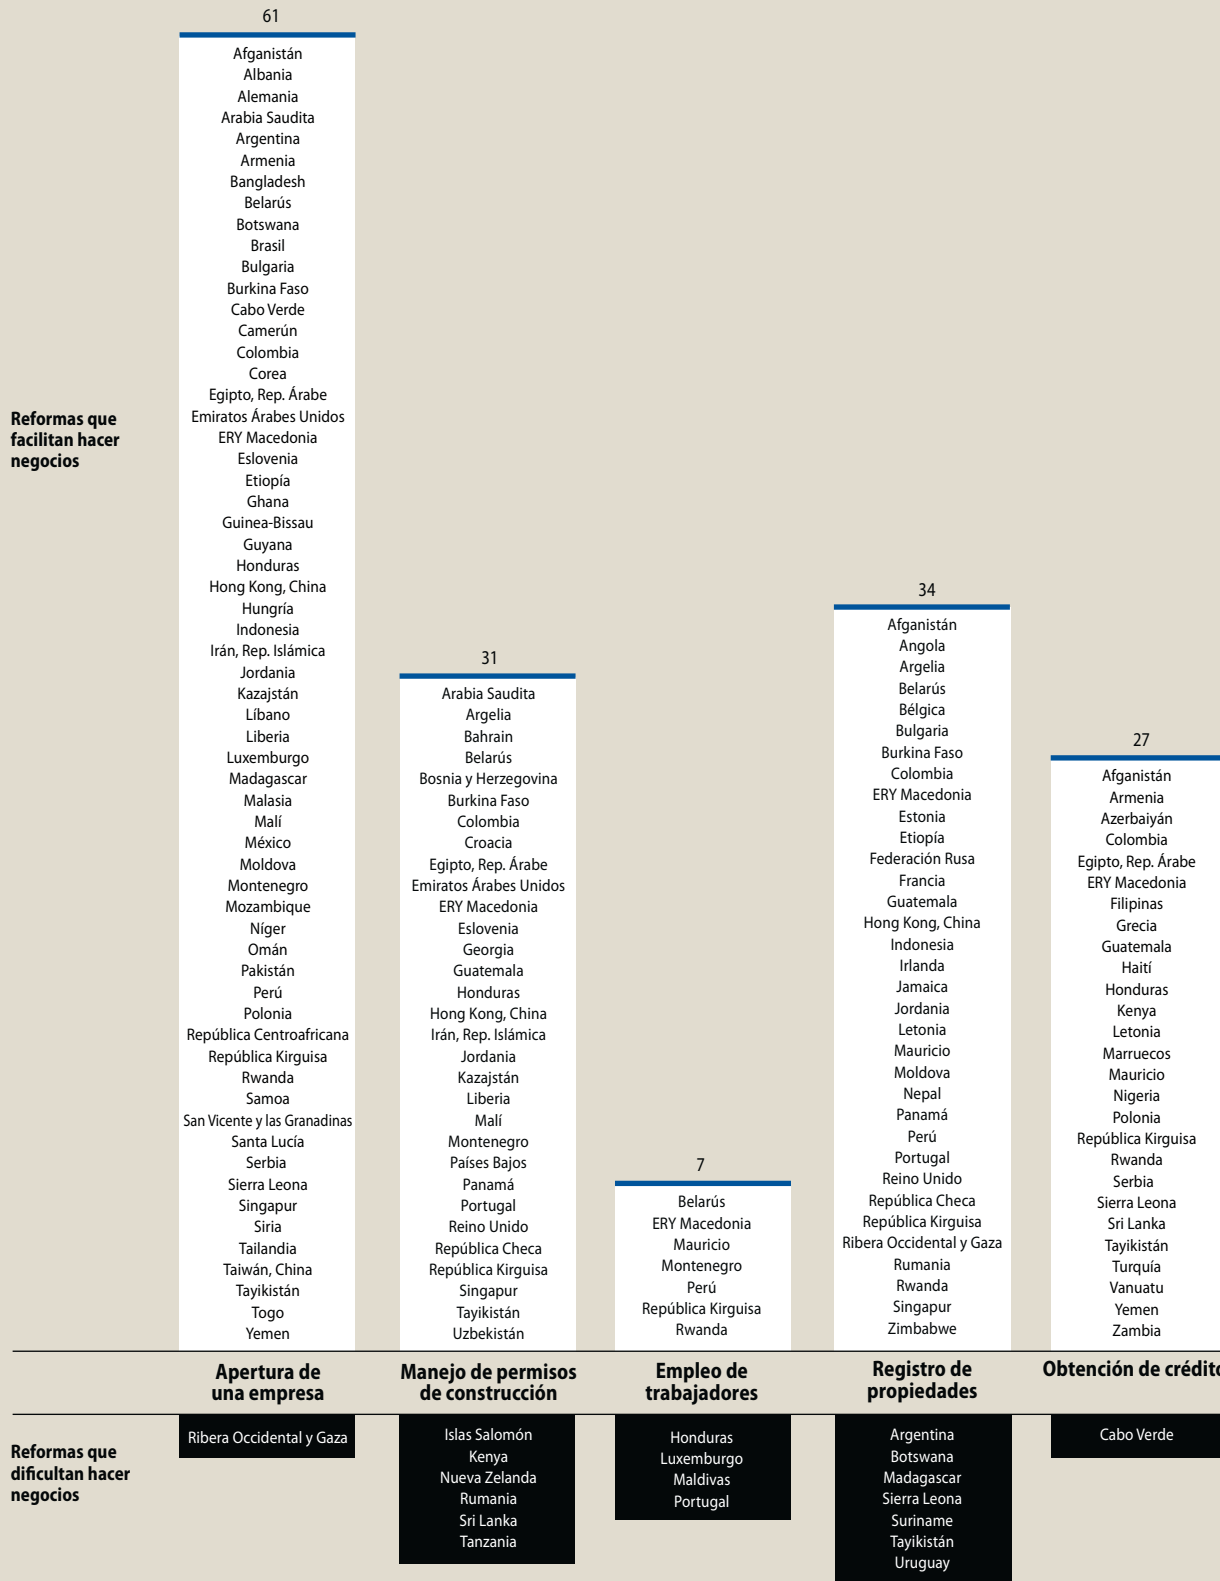 61
Afganistán
Albania
Alemania
Arabia Saudita
Argentina
Armenia
Bangladesh
Belarús
Botswana
Brasil
Bulgaria
Burkina Faso
Cabo Verde
Camerún
Colombia
Corea
Egipto, Rep. Árabe
Emiratos Árabes Unidos
ERY Macedonia
Eslovenia
Etiopía
Ghana
Guinea-Bissau
Guyana
Honduras
Hong Kong, China
Hungría
Indonesia
Irán, Rep. Islámica
Jordania
Kazajstán
Líbano
Liberia
Luxemburgo
Madagascar
Malasia
Malí
México
Moldova
Montenegro
Mozambique
Níger
Omán
Pakistán
Perú
Polonia
República Centroafricana
República Kirguisa
Rwanda
Samoa
San Vicente y las Granadinas
Santa Lucía
Serbia
Sierra Leona
Singapur
Siria
Tailandia
Taiwán, China
Tayikistán
Togo
Yemen
Reformas que
facilitan hacer
negocios
31
Arabia Saudita
Argelia
Bahrain
Belarús
Bosnia y Herzegovina
Burkina Faso
Colombia
Croacia
Egipto, Rep. Árabe
Emiratos Árabes Unidos
ERY Macedonia
Eslovenia
Georgia
Guatemala
Honduras
Hong Kong, China
Irán, Rep. Islámica
Jordania
Kazajstán
Liberia
Malí
Montenegro
Países Bajos
Panamá
Portugal
Reino Unido
República Checa
República Kirguisa
Singapur
Tayikistán
Uzbekistán
7
Belarús
ERY Macedonia
Mauricio
Montenegro
Perú
República Kirguisa
Rwanda
34
Afganistán
Angola
Argelia
Belarús
Bélgica
Bulgaria
Burkina Faso
Colombia
ERY Macedonia
Estonia
Etiopía
Federación Rusa
Francia
Guatemala
Hong Kong, China
Indonesia
Irlanda
Jamaica
Jordania
Letonia
Mauricio
Moldova
Nepal
Panamá
Perú
Portugal
Reino Unido
República Checa
República Kirguisa
Ribera Occidental y Gaza
Rumania
Rwanda
Singapur
Zimbabwe
27
Afganistán
Armenia
Azerbaiyán
Colombia
Egipto, Rep. Árabe
ERY Macedonia
Filipinas
Grecia
Guatemala
Haití
Honduras
Kenya
Letonia
Marruecos
Mauricio
Nigeria
Polonia
República Kirguisa
Rwanda
Serbia
Sierra Leona
Sri Lanka
Tayikistán
Turquía
Vanuatu
Yemen
Zambia
Apertura de
una empresa
Manejo de permisos
de construcción
Empleo de
trabajadores
Registro de
propiedades
Obtención de crédito
Reformas que
dificultan hacer
negocios
Ribera Occidental y Gaza
Islas Salomón
Kenya
Nueva Zelanda
Rumania
Sri Lanka
Tanzania
Honduras
Luxemburgo
Maldivas
Portugal
Argentina
Botswana
Madagascar
Sierra Leona
Suriname
Tayikistán
Uruguay
Cabo Verde